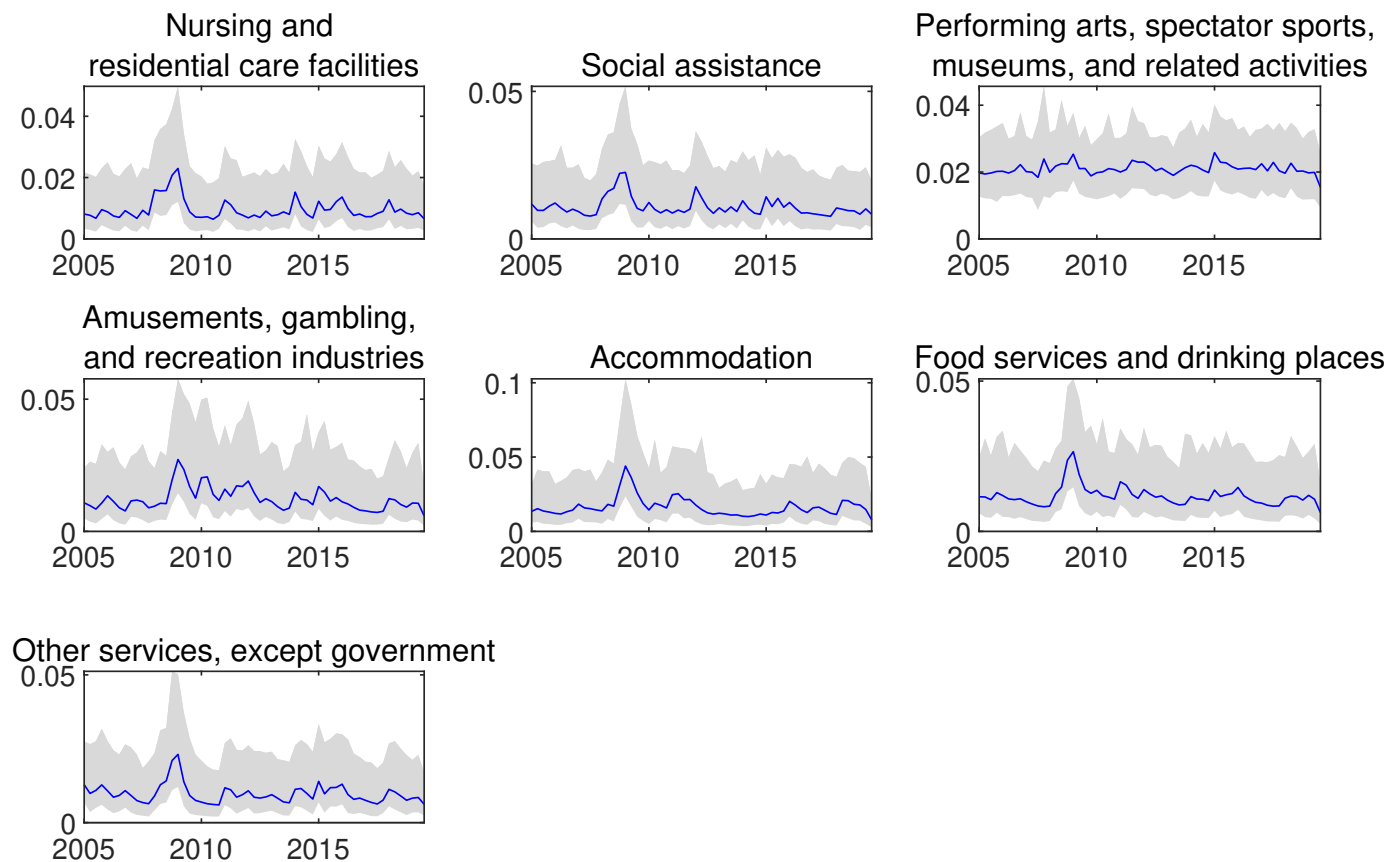 Nursing and
residential care facilities
0.04
0.02
0
2005 2010 2015
Social assistance
0.05
0
2005 2010 2015
Performing arts, spectator sports,
museums, and related activities
0.04
0.02
0
2005 2010 2015
Amusements, gambling,
and recreation industries
0.05
0
2005 2010 2015
Accommodation
0.1
0.05
0
2005 2010 2015
Food services and drinking places
0.05
0
2005 2010 2015
Other services, except government
0.05
0
2005 2010 2015